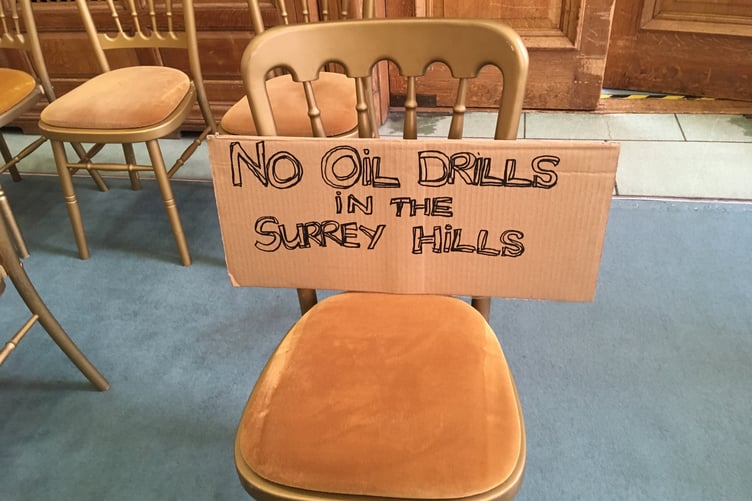 NO OIL DRILLS
IN THE
SURREY HILLS